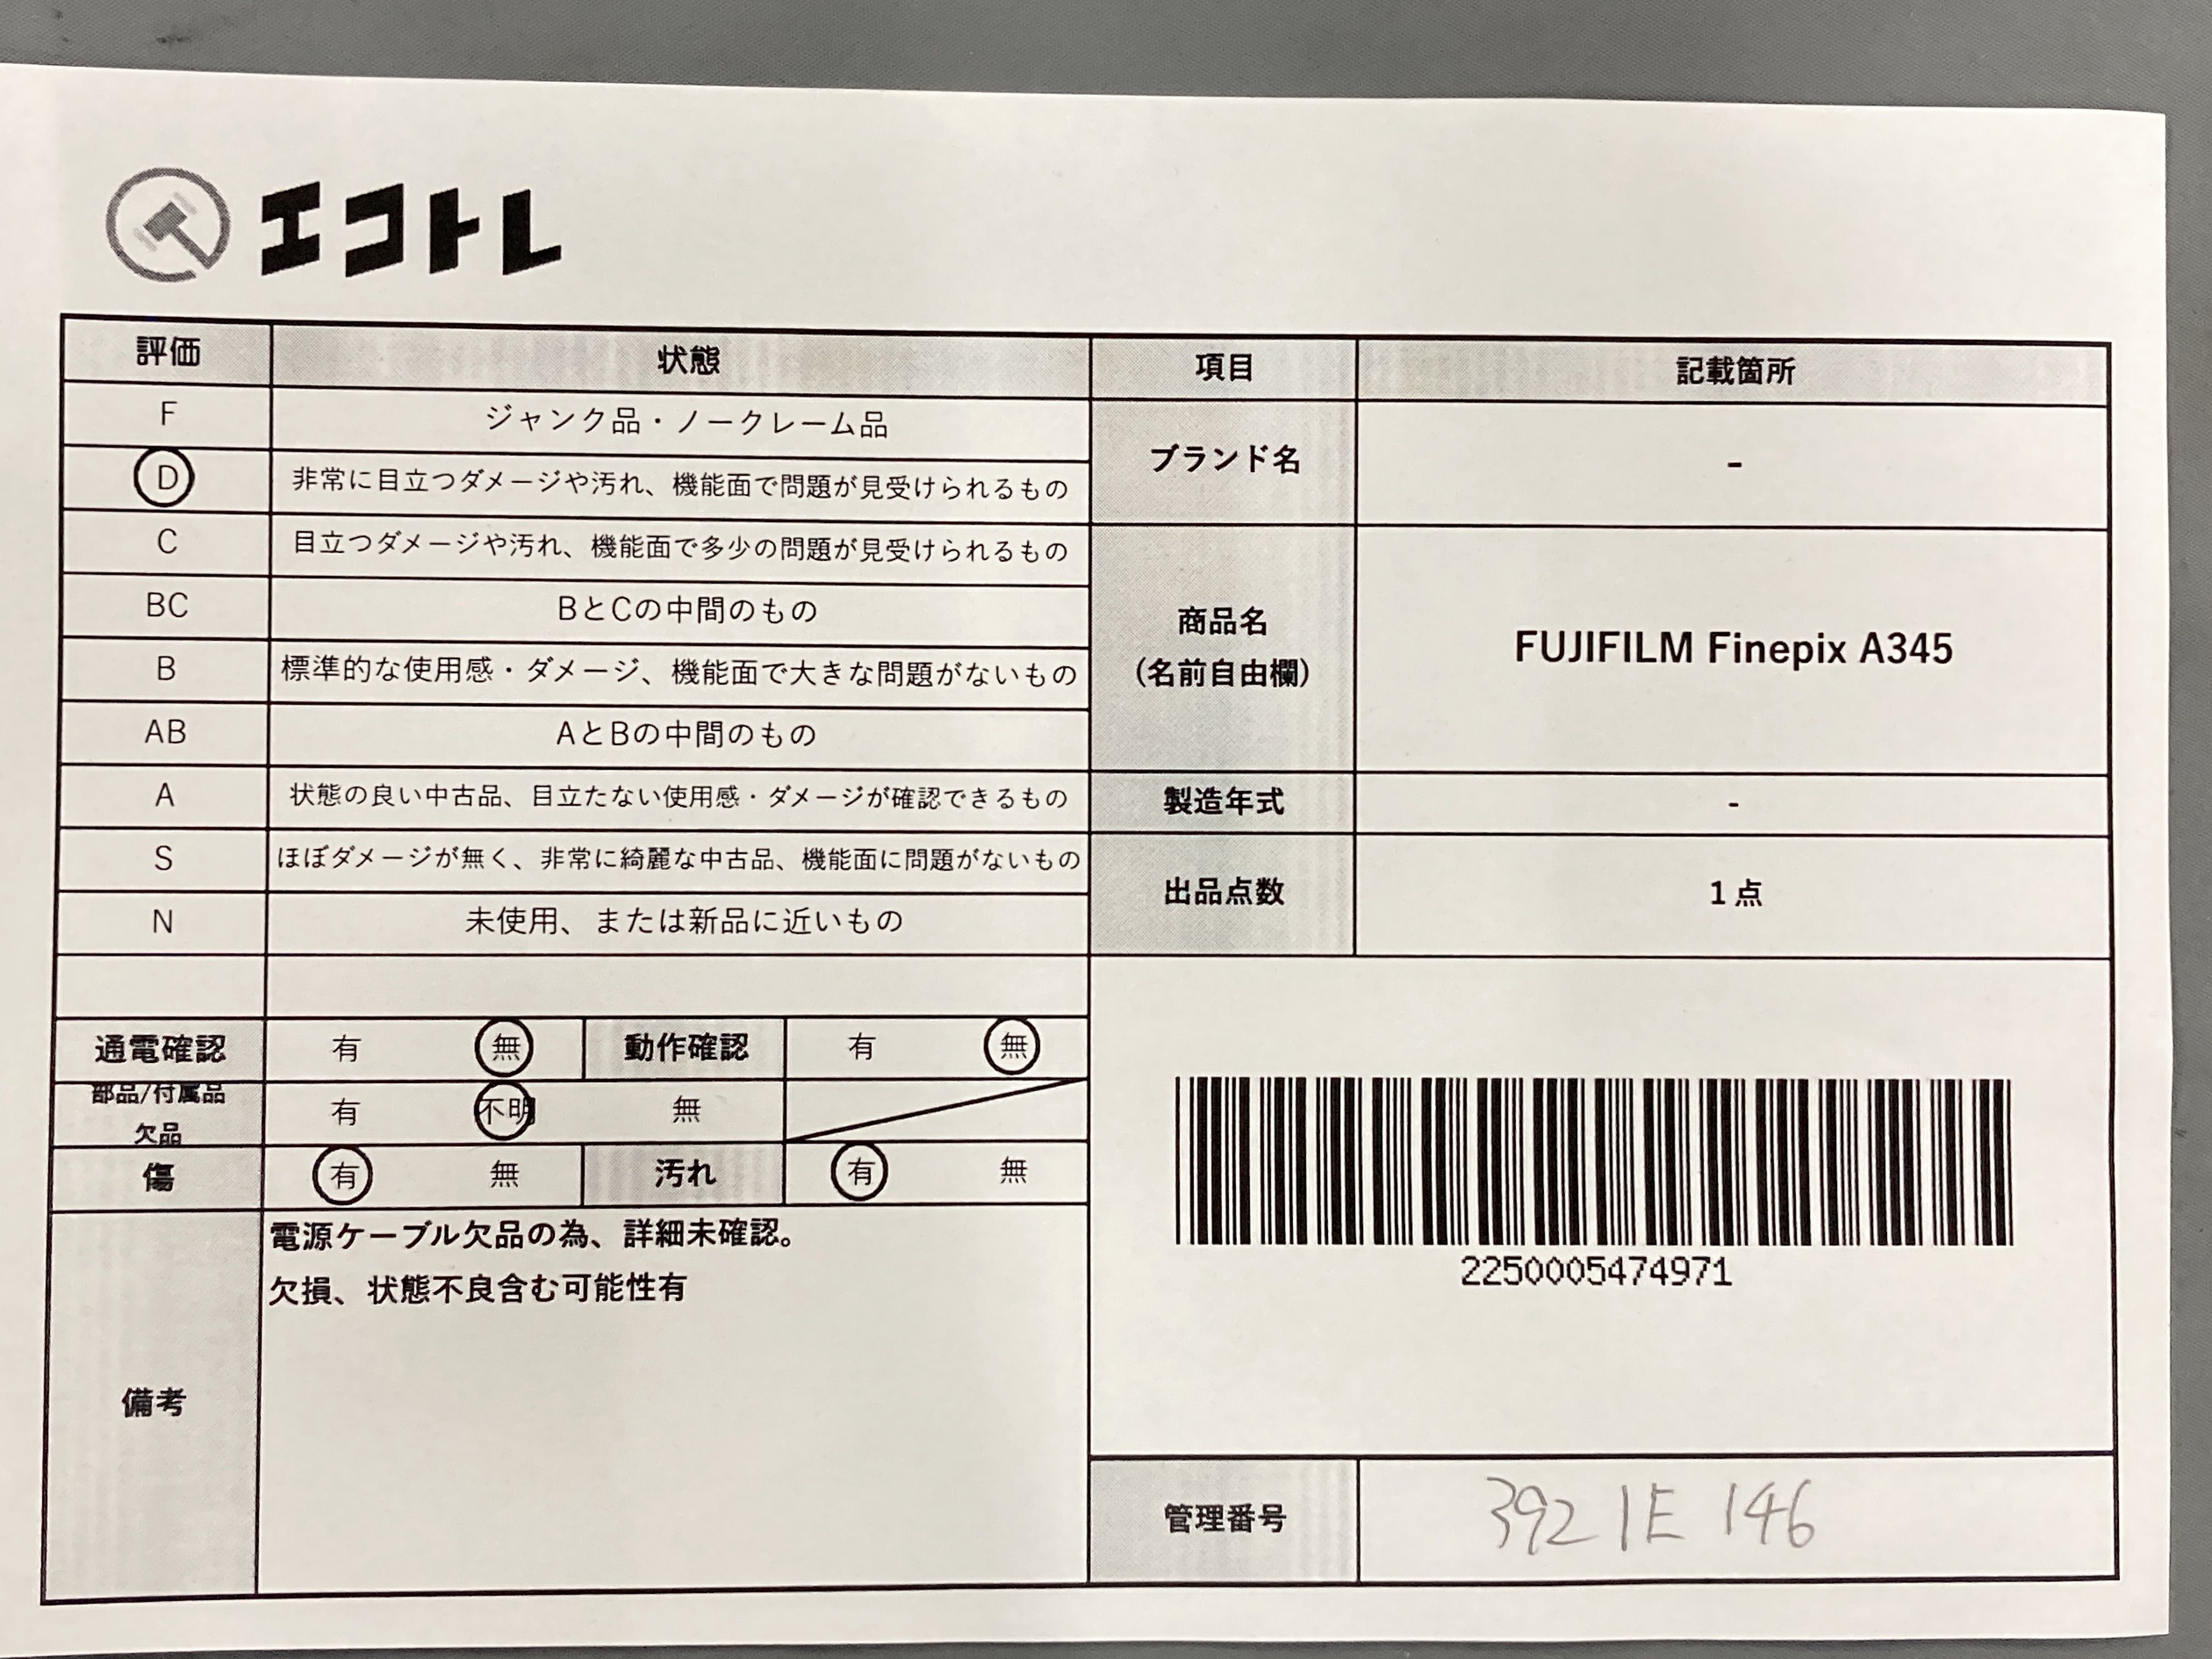 エコトレ
評価 状態 項目 記載箇所
F ジャンク品・ノークレーム品
D 非常に目立つダメージや汚れ、機能面で問題が見受けられるもの
ブランド名 -
C 目立つダメージや汚れ、機能面で多少の問題が見受けられるもの
BC BとCの中間のもの
B 標準的な使用感・ダメージ、機能面で大きな問題がないもの
商品名
(名前自由欄)
FUJIFILM Finepix A345
AB AとBの中間のもの
A 状態の良い中古品、目立たない使用感・ダメージが確認できるもの
製造年式 -
S ほぼダメージが無く、非常に綺麗な中古品、機能面に問題がないもの
N 未使用、または新品に近いもの
出品点数 1点
通電確認 有 無 動作確認 有 無
部品/付属品
欠品
有 不明 無
傷 有 無 汚れ 有 無
備考
電源ケーブル欠品の為、詳細未確認。
欠損、状態不良含む可能性有
2250005474971
管理番号 3921E146